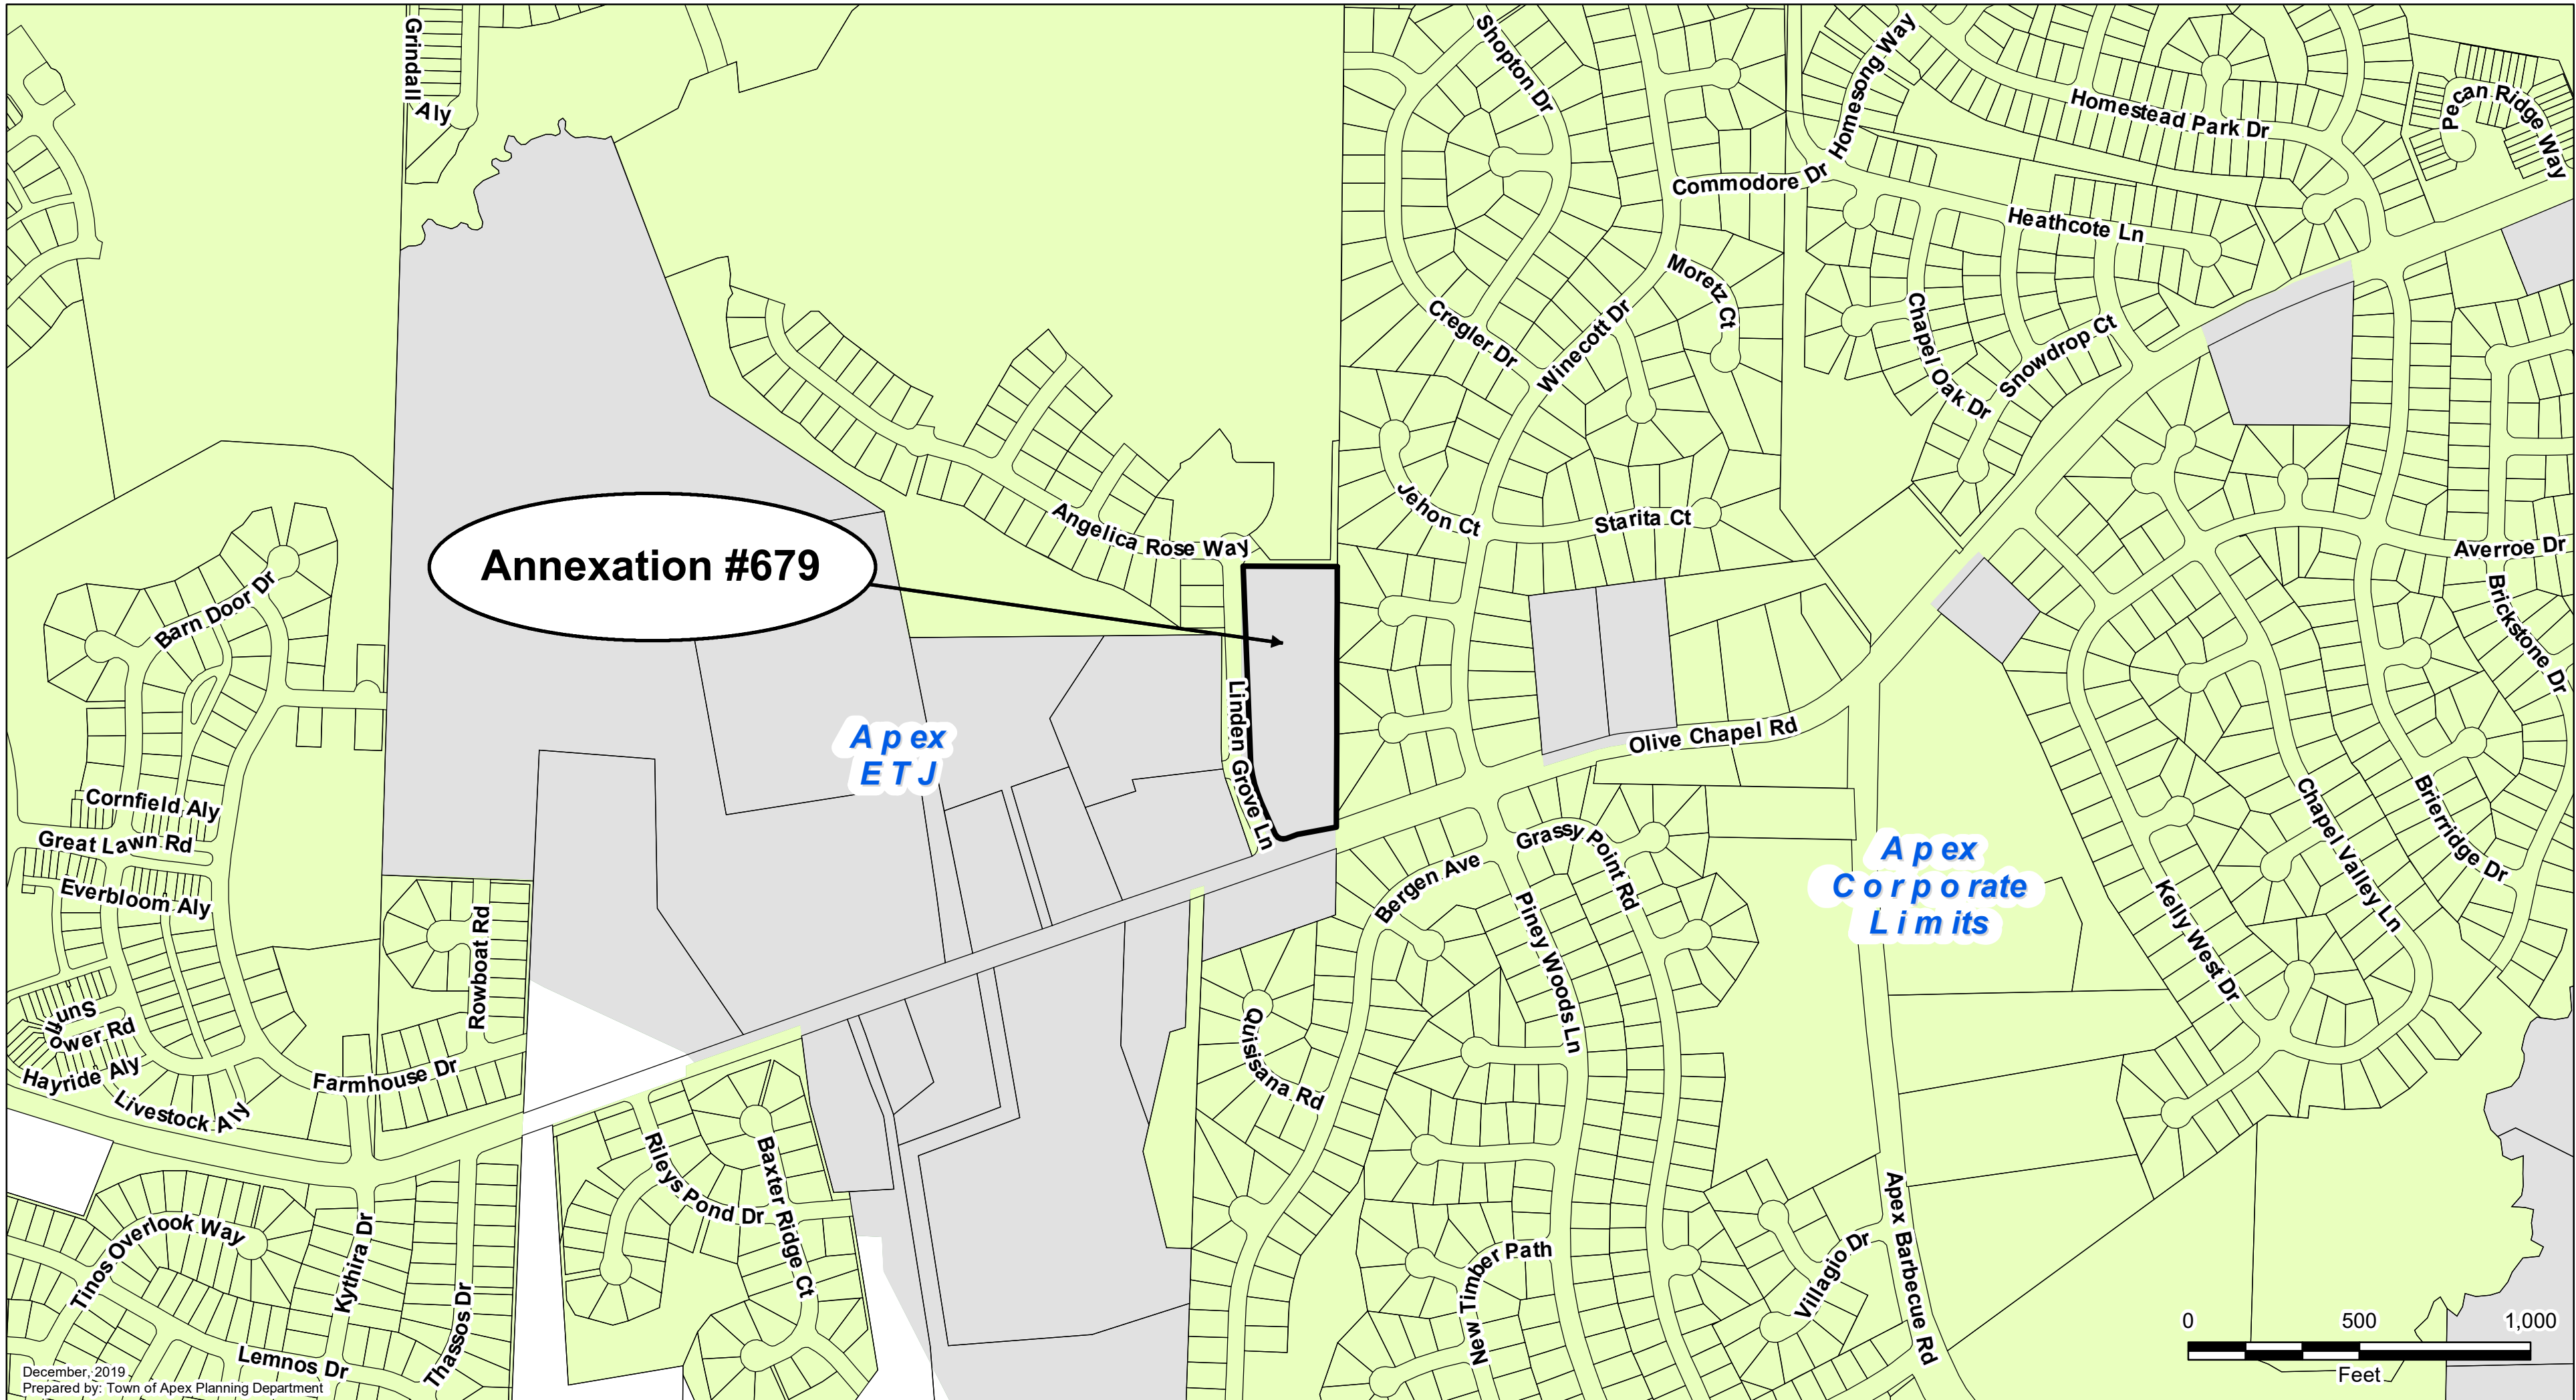 Grindall
Aly
Shopton Dr
Homesong Way
Homestead Park Dr
Pecan Ridge Way
Commodore Dr
Heathcote Ln
Moretz Ct
Cregler Dr
Winecott Dr
Chapel Oak Dr
Snowdrop Ct
Jehon Ct
Starita Ct
Angelica Rose Way
Annexation #679
Averroe Dr
Brickstone Dr
Barn Door Dr
Linden Grove Ln
Olive Chapel Rd
Apex
ETJ
Cornfield Aly
Great Lawn Rd
Everbloom Aly
Rowboat Rd
Bergen Ave
Grassy Point Rd
Piney Woods Ln
Apex
Corporate
Limits
Chapel Valley Ln
Brierridge Dr
Kelly West Dr
Sunfl
ower Rd
Hayride Aly
Livestock Aly
Farmhouse Dr
Quisisana Rd
Rileys Pond Dr
Baxter Ridge Ct
Tinos Overlook Way
Kythira Dr
Thassos Dr
Lemnos Dr
New Timber Path
Villagio Dr
Apex Barbecue Rd
0 500 1,000
Feet
December, 2019
Prepared by: Town of Apex Planning Department